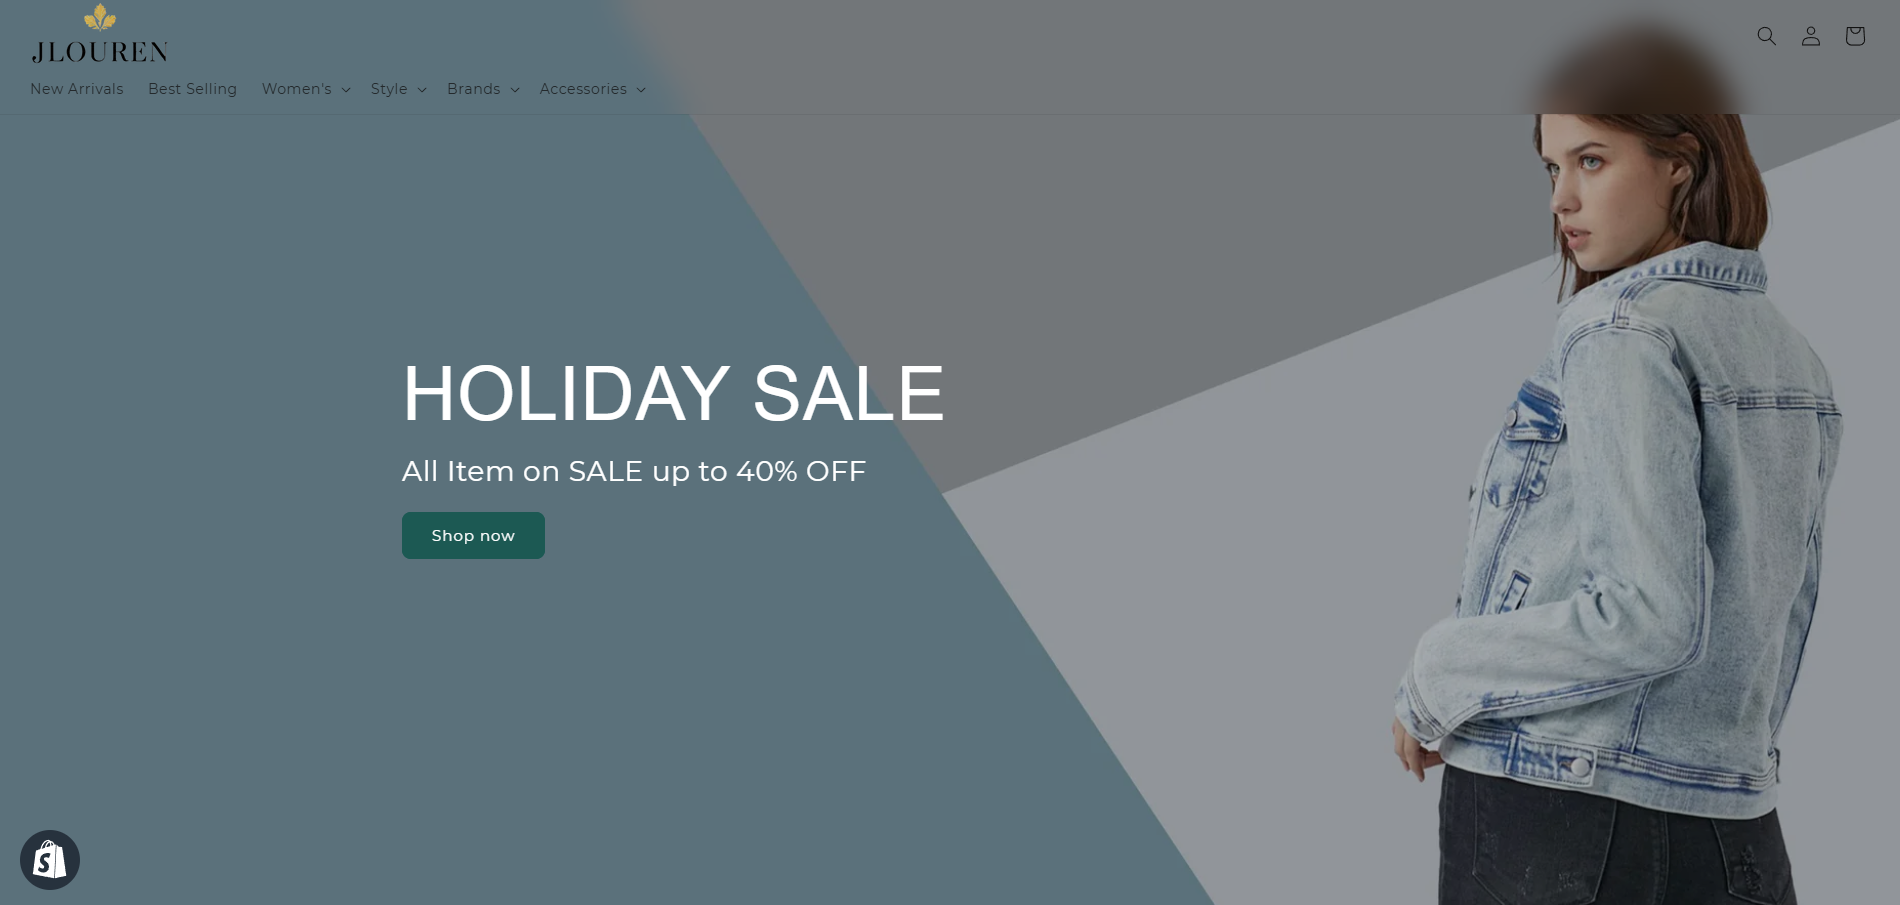 JLOUREN
New Arrivals
Best Selling
Women's
Style
Brands
Accessories
HOLIDAY SALE
All Item on SALE up to 40% OFF
Shop now